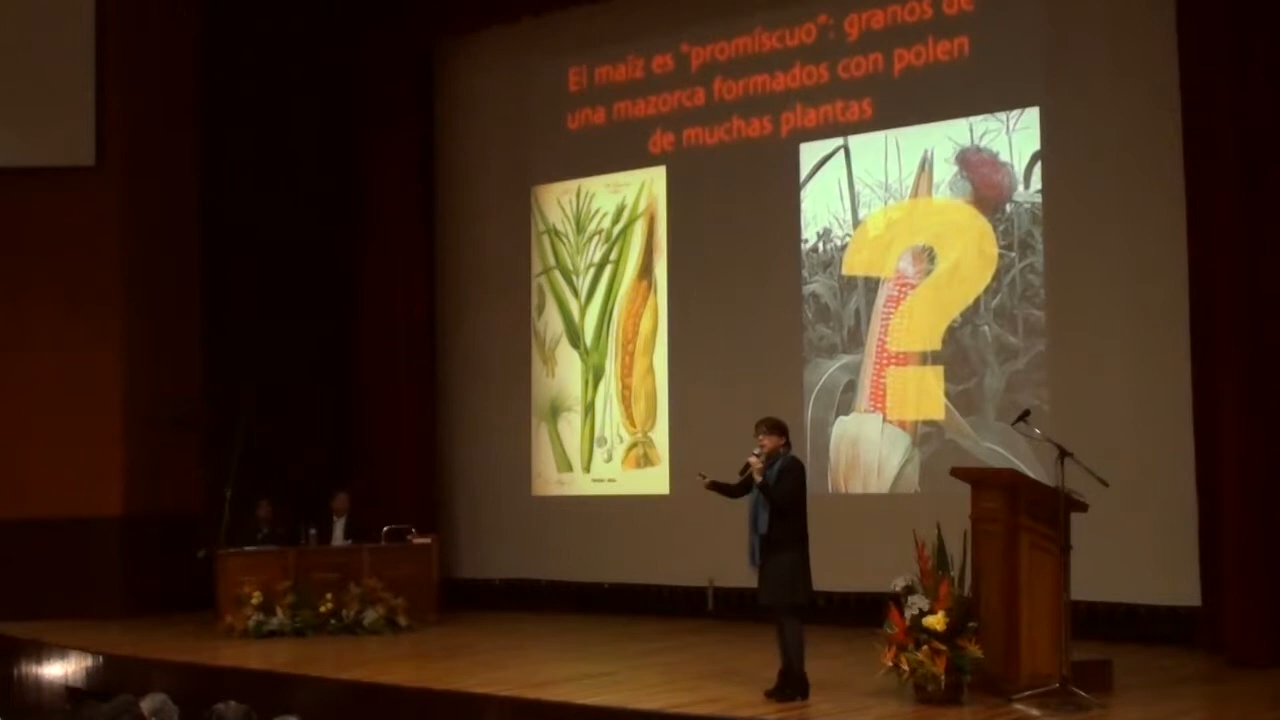 El maíz es "promíscuo": granos de
una mazorca formados con polen
de muchas plantas
?